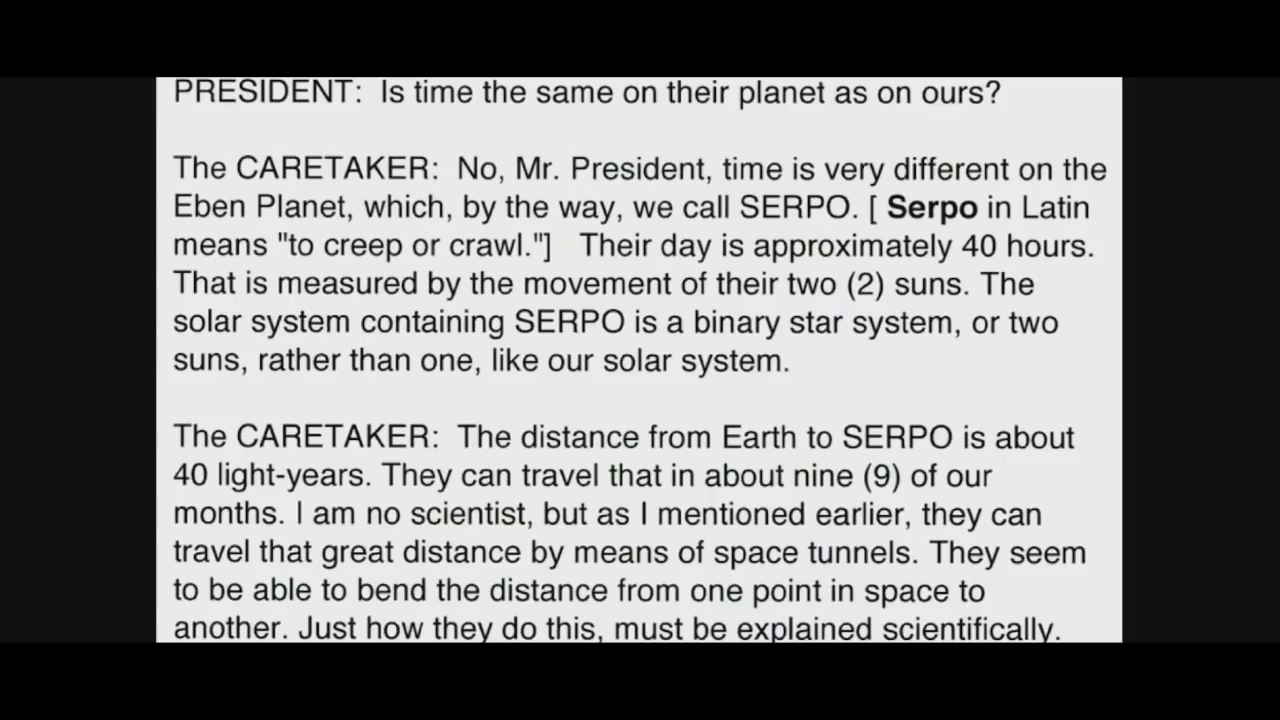 PRESIDENT:  Is time the same on their planet as on ours?
The CARETAKER:  No, Mr. President, time is very different on the
Eben Planet, which, by the way, we call SERPO. [ Serpo in Latin
means "to creep or crawl."]   Their day is approximately 40 hours.
That is measured by the movement of their two (2) suns. The
solar system containing SERPO is a binary star system, or two
suns, rather than one, like our solar system.
The CARETAKER:  The distance from Earth to SERPO is about
40 light-years. They can travel that in about nine (9) of our
months. I am no scientist, but as I mentioned earlier, they can
travel that great distance by means of space tunnels. They seem
to be able to bend the distance from one point in space to
another. Just how they do this, must be explained scientifically.